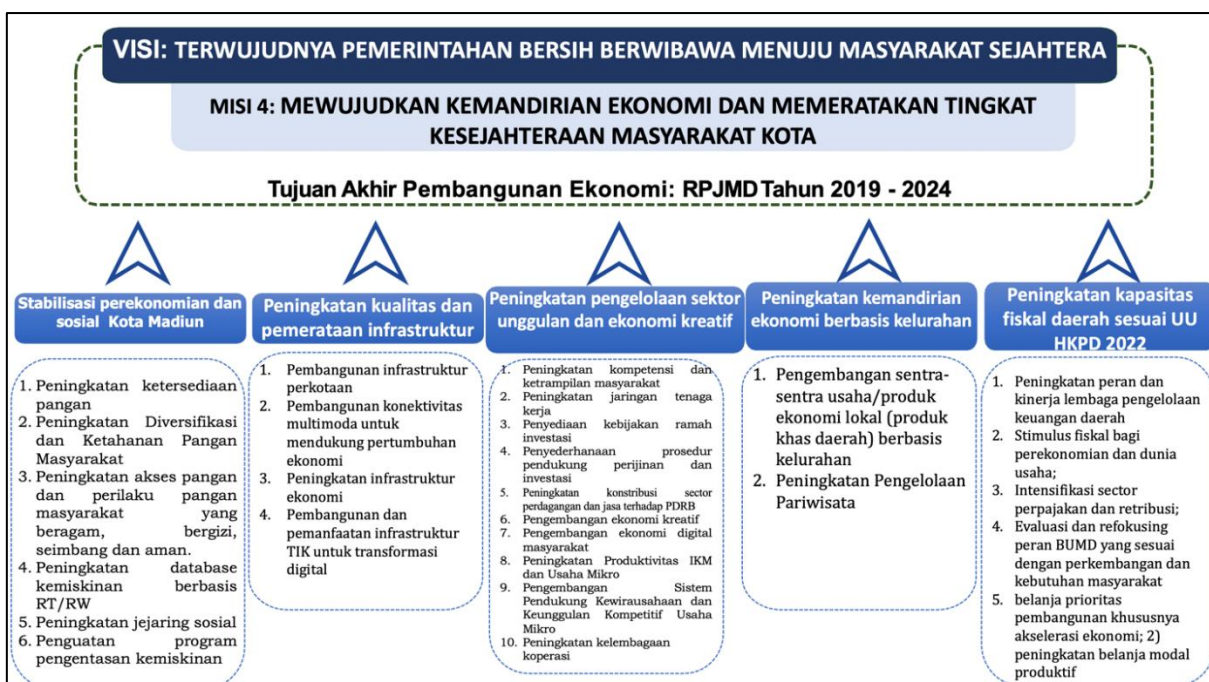 VISI: TERWUJUDNYA PEMERINTAHAN BERSIH BERWIBAWA MENUJU MASYARAKAT SEJAHTERA
MISI 4: MEWUJUDKAN KEMANDIRIAN EKONOMI DAN MEMERATAKAN TINGKAT
KESEJAHTERAAN MASYARAKAT KOTA
Tujuan Akhir Pembangunan Ekonomi: RPJMD Tahun 2019 - 2024
Stabilisasi perekonomian dan
sosial Kota Madiun
1. Peningkatan ketersediaan
pangan
2. Peningkatan Diversifikasi
dan Ketahanan Pangan
Masyarakat
3. Peningkatan akses pangan
dan perilaku pangan
masyarakat yang
beragam, bergizi,
seimbang dan aman.
4. Peningkatan database
kemiskinan berbasis
RT/RW
5. Peningkatan jejaring sosial
6. Penguatan program
pengentasan kemiskinan
Peningkatan kualitas dan
pemerataan infrastruktur
1. Pembangunan infrastruktur
perkotaan
2. Pembangunan konektivitas
multimoda untuk
mendukung pertumbuhan
ekonomi
3. Peningkatan infrastruktur
ekonomi
4. Pembangunan dan
pemanfaatan infrastruktur
TIK untuk transformasi
digital
Peningkatan pengelolaan sektor
unggulan dan ekonomi kreatif
1. Peningkatan kompetensi dan
ketrampilan masyarakat
2. Peningkatan jaringan tenaga
kerja
3. Penyediaan kebijakan ramah
investasi
4. Penyederhanaan prosedur
pendukung perijinan dan
investasi
5. Peningkatan konstribusi sector
perdagangan dan jasa terhadap PDRB
6. Pengembangan ekonomi kreatif
7. Pengembangan ekonomi digital
masyarakat
8. Peningkatan Produktivitas IKM
dan Usaha Mikro
9. Pengembangan Sistem
Pendukung Kewirausahaan dan
Keunggulan Kompetitif Usaha
Mikro
10. Peningkatan kelembagaan
koperasi
Peningkatan kemandirian
ekonomi berbasis kelurahan
1. Pengembangan sentra-
sentra usaha/produk
ekonomi lokal (produk
khas daerah) berbasis
kelurahan
2. Peningkatan Pengelolaan
Pariwisata
Peningkatan kapasitas
fiskal daerah sesuai UU
HKPD 2022
1. Peningkatan peran dan
kinerja lembaga pengelolaan
keuangan daerah
2. Stimulus fiskal bagi
perekonomian dan dunia
usaha;
3. Intensifikasi sector
perpajakan dan retribusi;
4. Evaluasi dan refokusing
peran BUMD yang sesuai
dengan perkembangan dan
kebutuhan masyarakat
5. belanja prioritas
pembangunan khususnya
akselerasi ekonomi; 2)
peningkatan belanja modal
produktif